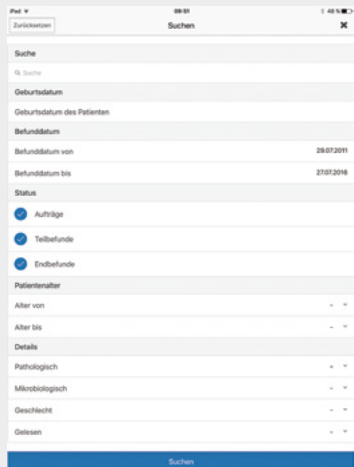 iPad
09:51
48 %
Zurücksetzen
Suchen
Suche
Suche
Geburtsdatum
Geburtsdatum des Patienten
Befunddatum
Befunddatum von 29.07.2011
Befunddatum bis 27.07.2016
Status
Aufträge
Teilbefunde
Endbefunde
Patientenalter
Alter von -
Alter bis -
Details
Pathologisch -
Mikrobiologisch -
Geschlecht -
Gelesen -
Suchen